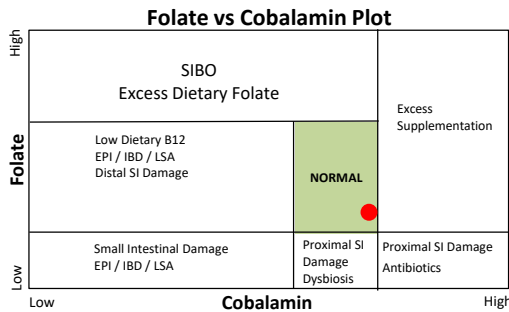 Folate vs Cobalamin Plot
High
SIBO
Excess Dietary Folate
Excess
Supplementation
Folate
Low Dietary B12
EPI / IBD / LSA
Distal SI Damage
NORMAL
Small Intestinal Damage
EPI / IBD / LSA
Proximal SI
Damage
Dysbiosis
Proximal SI Damage
Antibiotics
Low
Low
Cobalamin
High